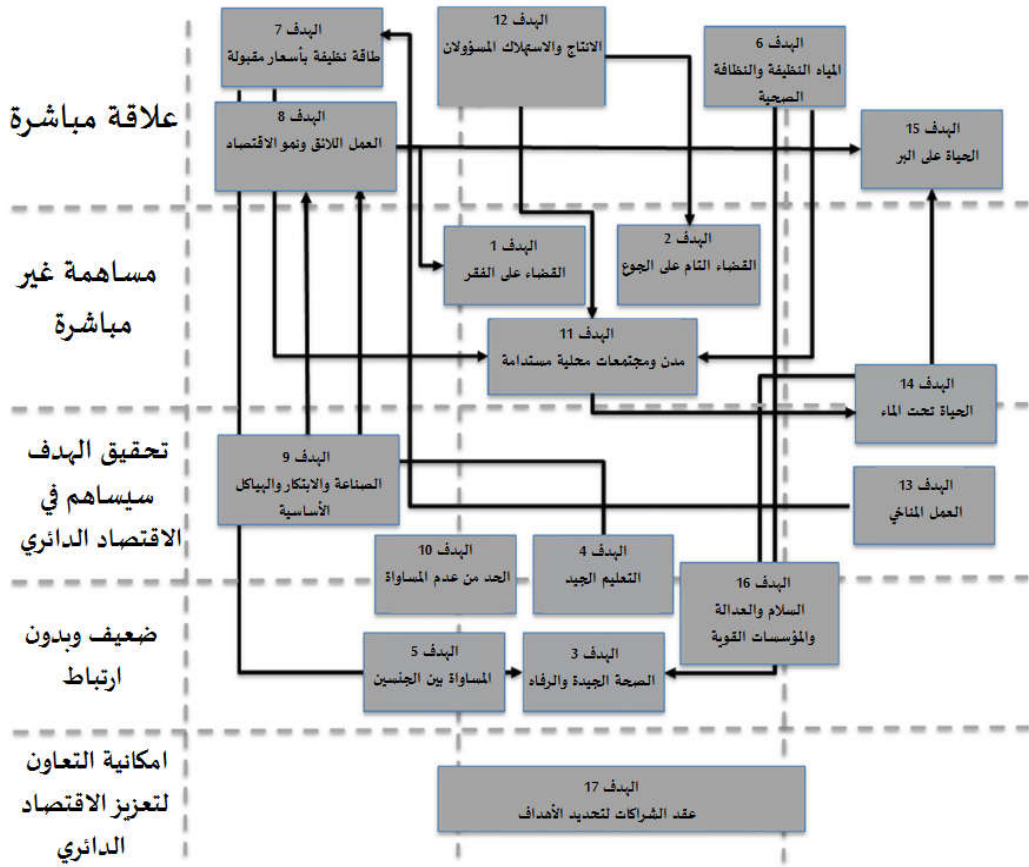 علاقة مباشرة
الهدف 7
طاقة نظيفة بأسعار مقبولة
الهدف 12
الانتاج والاستهلاك المسؤولان
الهدف 6
المياه النظيفة والنظافة
الصحية
الهدف 8
العمل اللائق ونمو الاقتصاد
الهدف 15
الحياة على البر
مساهمة غير
مباشرة
الهدف 1
القضاء على الفقر
الهدف 2
القضاء التام على الجوع
الهدف 11
مدن ومجتمعات محلية مستدامة
الهدف 14
الحياة تحت الماء
تحقيق الهدف
سيساهم في
الاقتصاد الدائري
الهدف 9
الصناعة والابتكار والهياكل
الأساسية
الهدف 13
العمل المناخي
الهدف 10
الحد من عدم المساواة
الهدف 4
التعليم الجيد
الهدف 16
السلام والعدالة
والمؤسسات القوية
ضعيف وبدون
ارتباط
الهدف 5
المساواة بين الجنسين
الهدف 3
الصحة الجيدة والرفاه
امكانية التعاون
لتعزيز الاقتصاد
الدائري
الهدف 17
عقد الشراكات لتحديد الأهداف